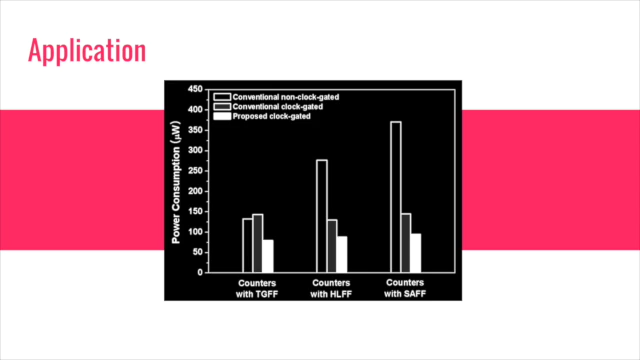 Application
450
400
350
300
250
200
150
100
50
0
Power Consumption (μW)
Conventional non-clock-gated
Conventional clock-gated
Proposed clock-gated
Counters
with TGFF
Counters
with HLFF
Counters
with SAFF